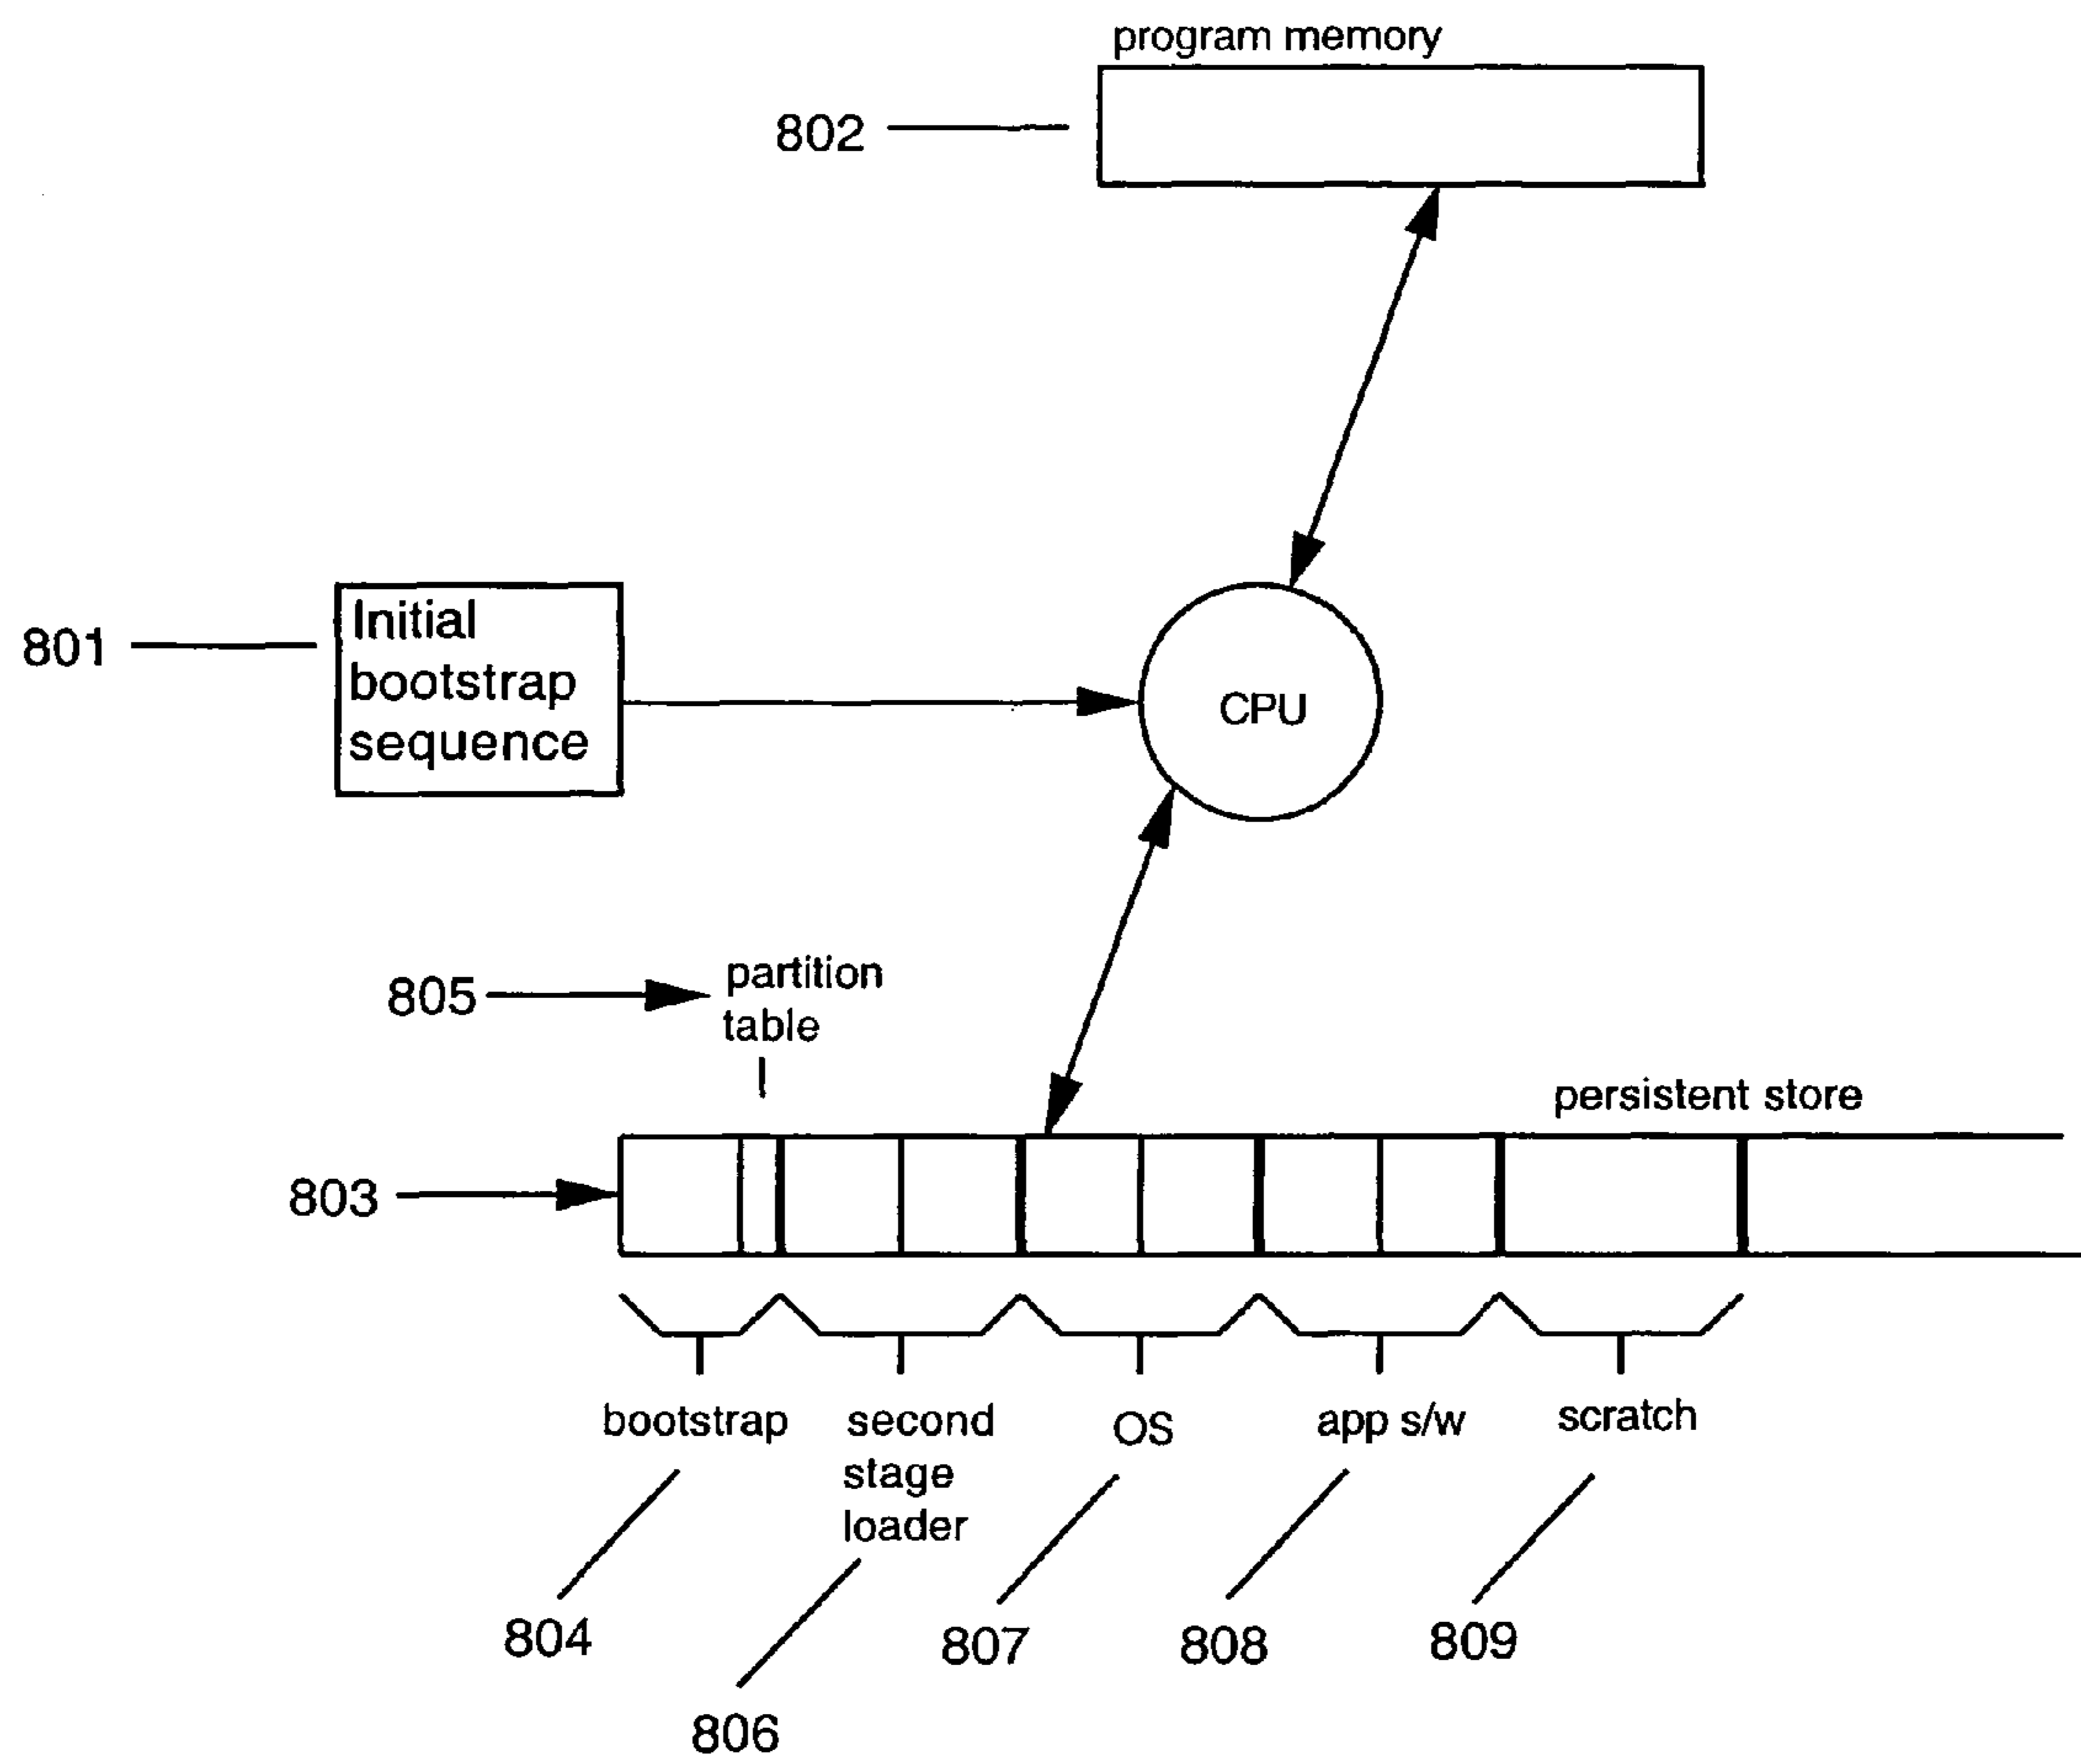 program memory
802
801
Initial
bootstrap
sequence
CPU
805
partition
table
persistent store
803
bootstrap
second
stage
loader
OS
app s/w
scratch
804
806
807
808
809